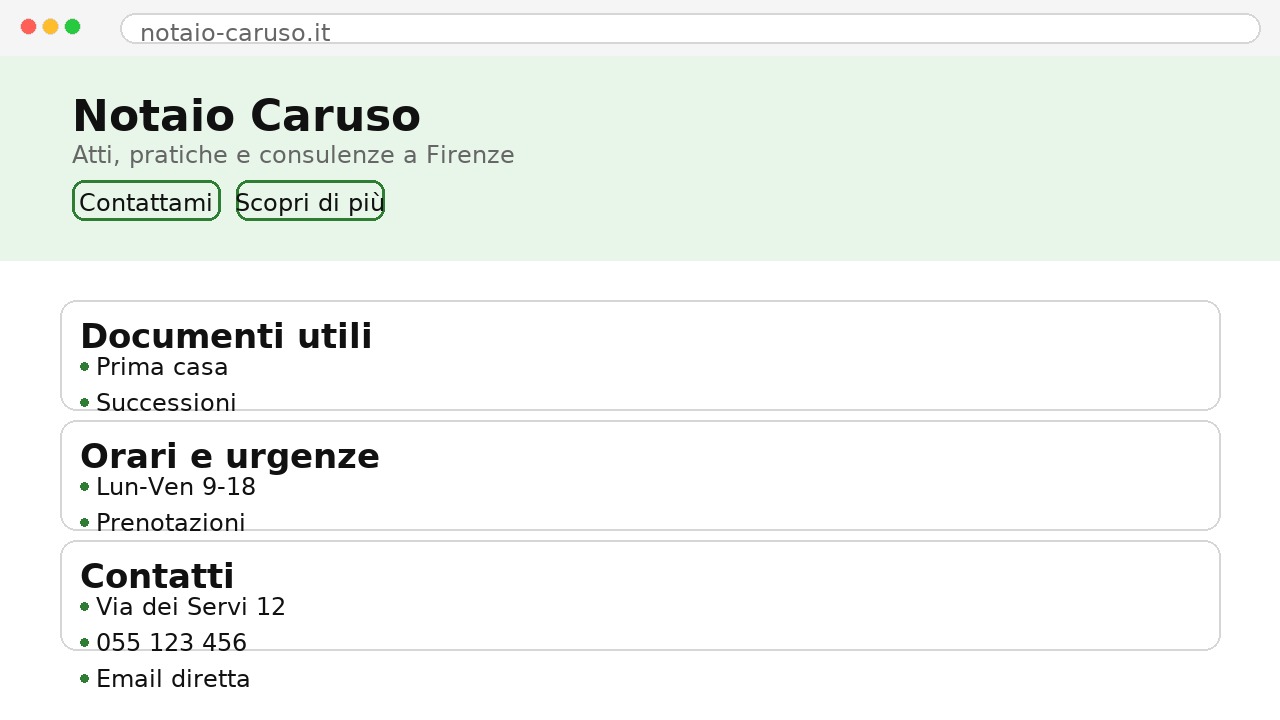 notaio-caruso.it
Notaio Caruso
Atti, pratiche e consulenze a Firenze
Contattami Scopri di più
Documenti utili
Prima casa
Successioni
Orari e urgenze
Lun-Ven 9-18
Prenotazioni
Contatti
Via dei Servi 12
055 123 456
Email diretta